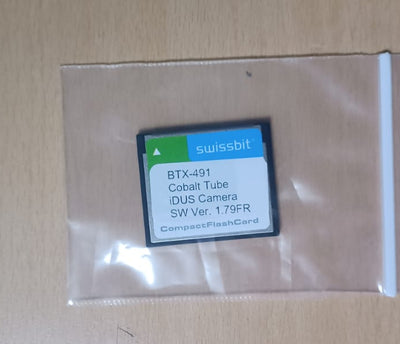 swissbit
BTX-491
Cobalt Tube
iDUS Camera
SW Ver. 1.79FR
CompactFlashCard